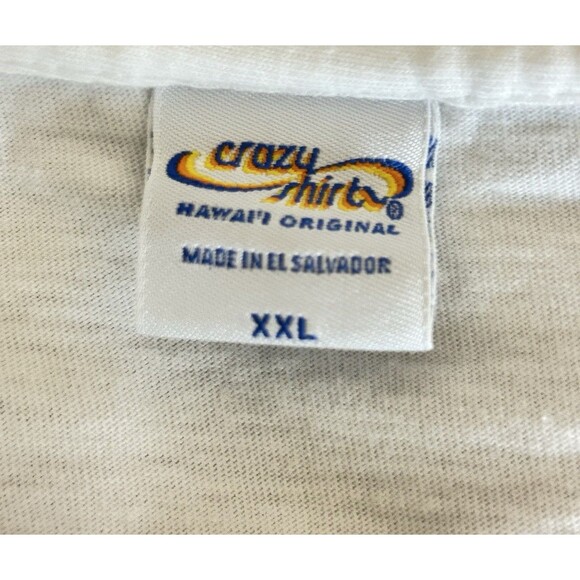 crazy
shirts®
HAWAI'I ORIGINAL
MADE IN EL SALVADOR
XXL